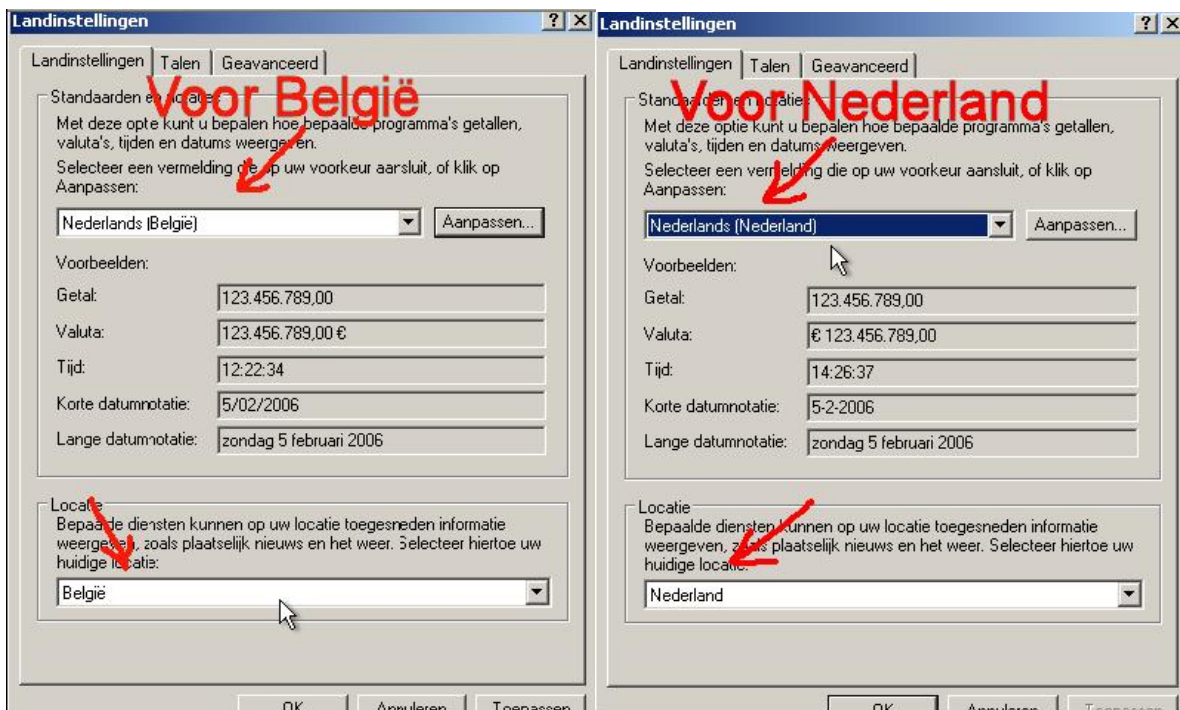 Landinstellingen
Landinstellingen Talen Geavanceerd
Voor België
Standaarden en notaties
Met deze optie kunt u bepalen hoe bepaalde programma's getallen,
valuta's, tijden en datums weergeven.
Selecteer een vermelding die op uw voorkeur aansluit, of klik op
Aanpassen:
Nederlands (België)
Aanpassen...
Voorbeelden:
Getal: 123.456.789,00
Valuta: 123.456.789,00 €
Tijd: 12:22:34
Korte datumnotatie: 5/02/2006
Lange datumnotatie: zondag 5 februari 2006
Locatie
Bepaalde diensten kunnen op uw locatie toegesneden informatie
weergeven, zoals plaatselijk nieuws en het weer. Selecteer hiertoe uw
huidige locatie:
België
OK Annuleren Toepassen
Landinstellingen
Landinstellingen Talen Geavanceerd
Voor Nederland
Standaarden en notaties
Met deze optie kunt u bepalen hoe bepaalde programma's getallen,
valuta's, tijden en datums weergeven.
Selecteer een vermelding die op uw voorkeur aansluit, of klik op
Aanpassen:
Nederlands (Nederland)
Aanpassen...
Voorbeelden:
Getal: 123.456.789,00
Valuta: € 123.456.789,00
Tijd: 14:26:37
Korte datumnotatie: 5-2-2006
Lange datumnotatie: zondag 5 februari 2006
Locatie
Bepaalde diensten kunnen op uw locatie toegesneden informatie
weergeven, zoals plaatselijk nieuws en het weer. Selecteer hiertoe uw
huidige locatie:
Nederland
OK Annuleren Toepassen